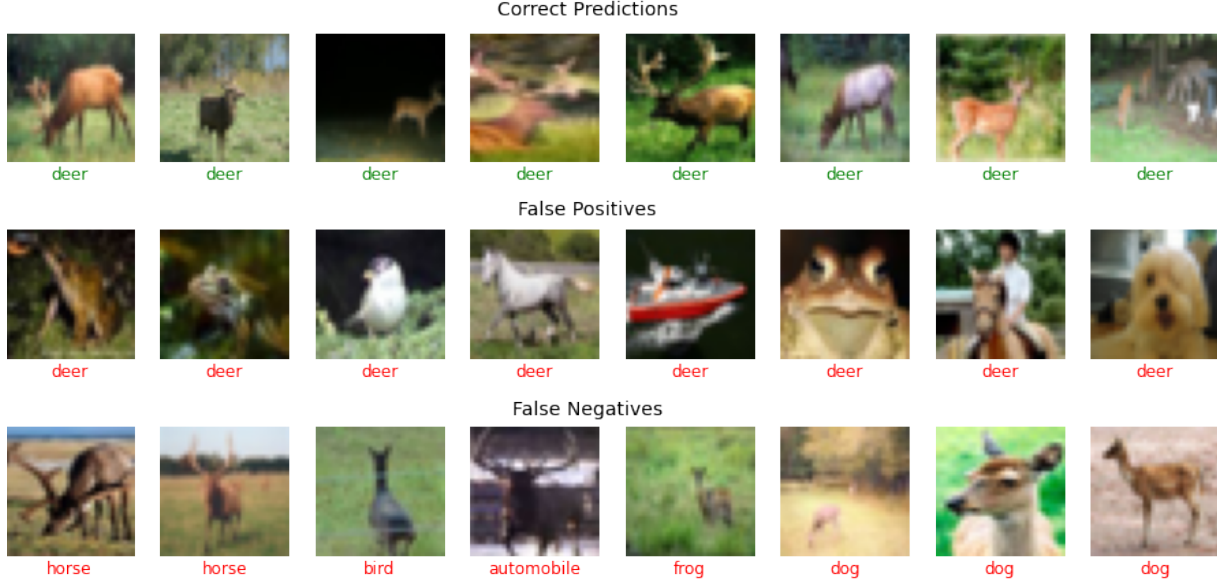 Correct Predictions
deer deer deer deer deer deer deer deer
False Positives
deer deer deer deer deer deer deer deer
False Negatives
horse horse bird automobile frog dog dog dog